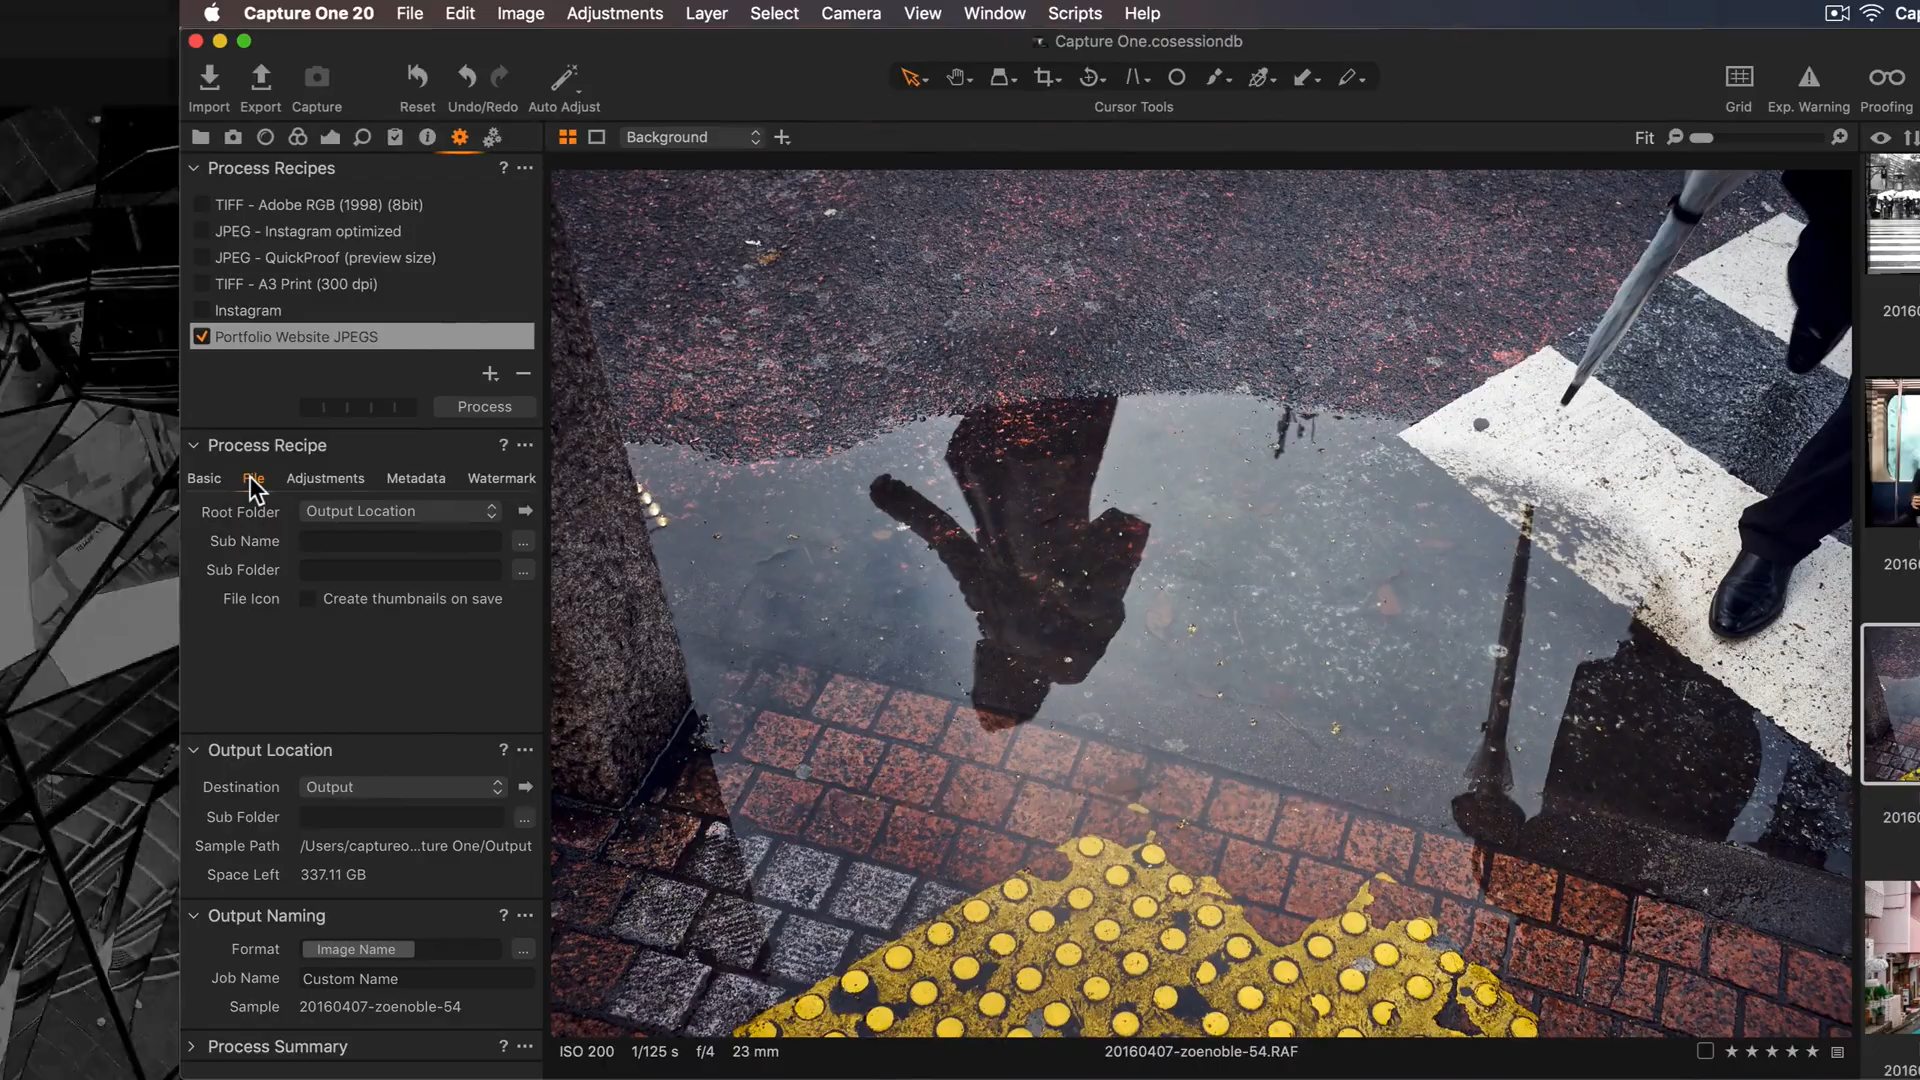 Capture One 20 File Edit Image Adjustments Layer Select Camera View Window Scripts Help
Capture One.cosessiondb
Import Export Capture Reset Undo/Redo Auto Adjust Cursor Tools Grid Exp. Warning Proofing
Background
Fit
Process Recipes ? ...
TIFF - Adobe RGB (1998) (8bit)
JPEG - Instagram optimized
JPEG - QuickProof (preview size)
TIFF - A3 Print (300 dpi)
Instagram
Portfolio Website JPEGS
Process
Process Recipe ? ...
Basic File Adjustments Metadata Watermark
Root Folder Output Location
Sub Name ...
Sub Folder ...
File Icon Create thumbnails on save
Output Location ? ...
Destination Output
Sub Folder ...
Sample Path /Users/captureo...ture One/Output
Space Left 337.11 GB
Output Naming ? ...
Format Image Name ...
Job Name Custom Name
Sample 20160407-zoenoble-54
Process Summary ? ...
ISO 200 1/125 s f/4 23 mm
20160407-zoenoble-54.RAF